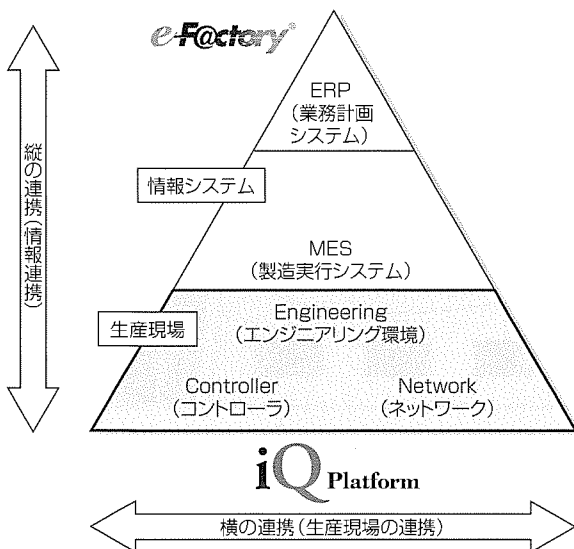 e-F@ctory®
ERP
(業務計画
システム)
情報システム
縦の連携(情報連携)
MES
(製造実行システム)
生産現場
Engineering
(エンジニアリング環境)
Controller
(コントローラ)
Network
(ネットワーク)
iQ Platform
横の連携(生産現場の連携)